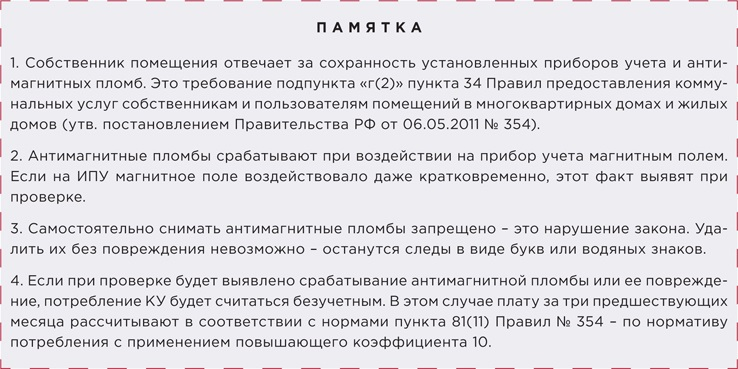 ПАМЯТКА
1. Собственник помещения отвечает за сохранность установленных приборов учета и анти-
магнитных пломб. Это требование подпункта «г(2)» пункта 34 Правил предоставления комму-
нальных услуг собственникам и пользователям помещений в многоквартирных домах и жилых
домов (утв. постановлением Правительства РФ от 06.05.2011 № 354).
2. Антимагнитные пломбы срабатывают при воздействии на прибор учета магнитным полем.
Если на ИПУ магнитное поле воздействовало даже кратковременно, этот факт выявят при
проверке.
3. Самостоятельно снимать антимагнитные пломбы запрещено – это нарушение закона. Уда-
лить их без повреждения невозможно – останутся следы в виде букв или водяных знаков.
4. Если при проверке будет выявлено срабатывание антимагнитной пломбы или ее поврежде-
ние, потребление КУ будет считаться безучетным. В этом случае плату за три предшествующих
месяца рассчитывают в соответствии с нормами пункта 81(11) Правил № 354 – по нормативу
потребления с применением повышающего коэффициента 10.